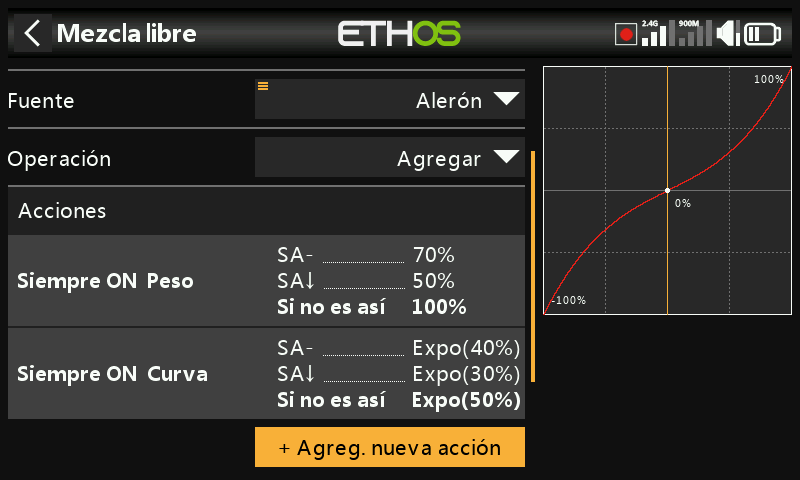 Mezcla libre
ETHOS
2.4G
900M
Fuente
Alerón
Operación
Agregar
Acciones
Siempre ON Peso
SA- 70%
SA↓ 50%
Si no es así 100%
Siempre ON Curva
SA- Expo(40%)
SA↓ Expo(30%)
Si no es así Expo(50%)
+ Agreg. nueva acción
100%
0%
-100%